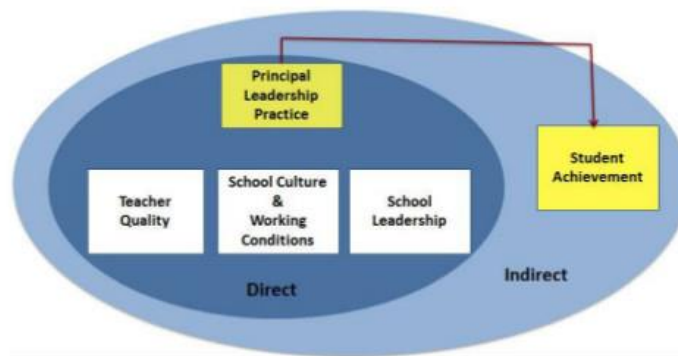 Principal
Leadership
Practice
Student
Achievement
Teacher
Quality
School Culture
&
Working
Conditions
School
Leadership
Direct
Indirect